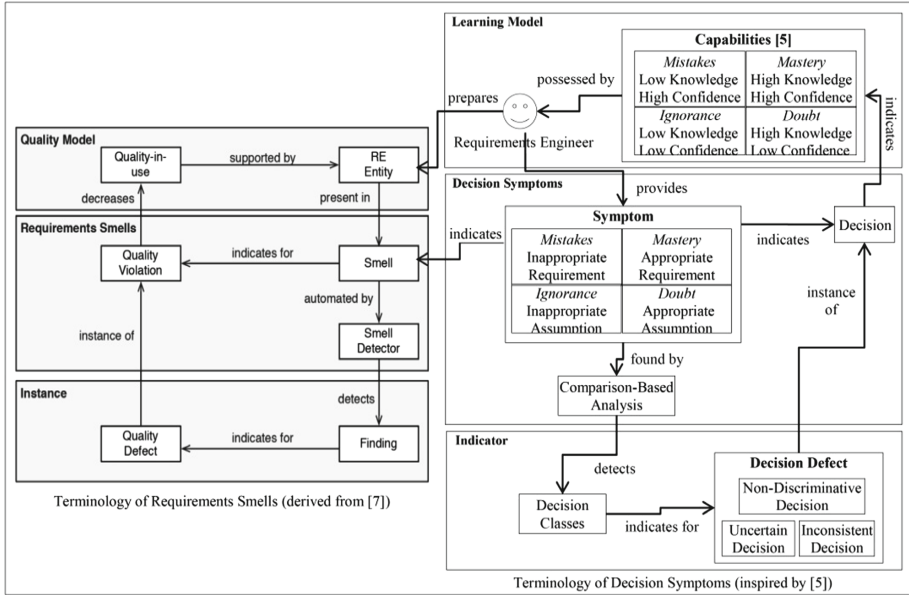 Learning Model
Capabilities [5]
Mistakes
Low Knowledge
High Confidence
Mastery
High Knowledge
High Confidence
Ignorance
Low Knowledge
Low Confidence
Doubt
High Knowledge
Low Confidence
possessed by
prepares
Requirements Engineer
indicates
Quality Model
Quality-in-
use
supported by
RE
Entity
decreases
present in
Requirements Smells
Quality
Violation
indicates for
Smell
automated by
instance of
Smell
Detector
Instance
detects
Quality
Defect
indicates for
Finding
Terminology of Requirements Smells (derived from [7])
Decision Symptoms
provides
indicates
Symptom
Mistakes
Inappropriate
Requirement
Mastery
Appropriate
Requirement
Ignorance
Inappropriate
Assumption
Doubt
Appropriate
Assumption
indicates
Decision
instance
of
found by
Comparison-Based
Analysis
Indicator
detects
Decision
Classes
indicates for
Decision Defect
Non-Discriminative
Decision
Uncertain
Decision
Inconsistent
Decision
Terminology of Decision Symptoms (inspired by [5])